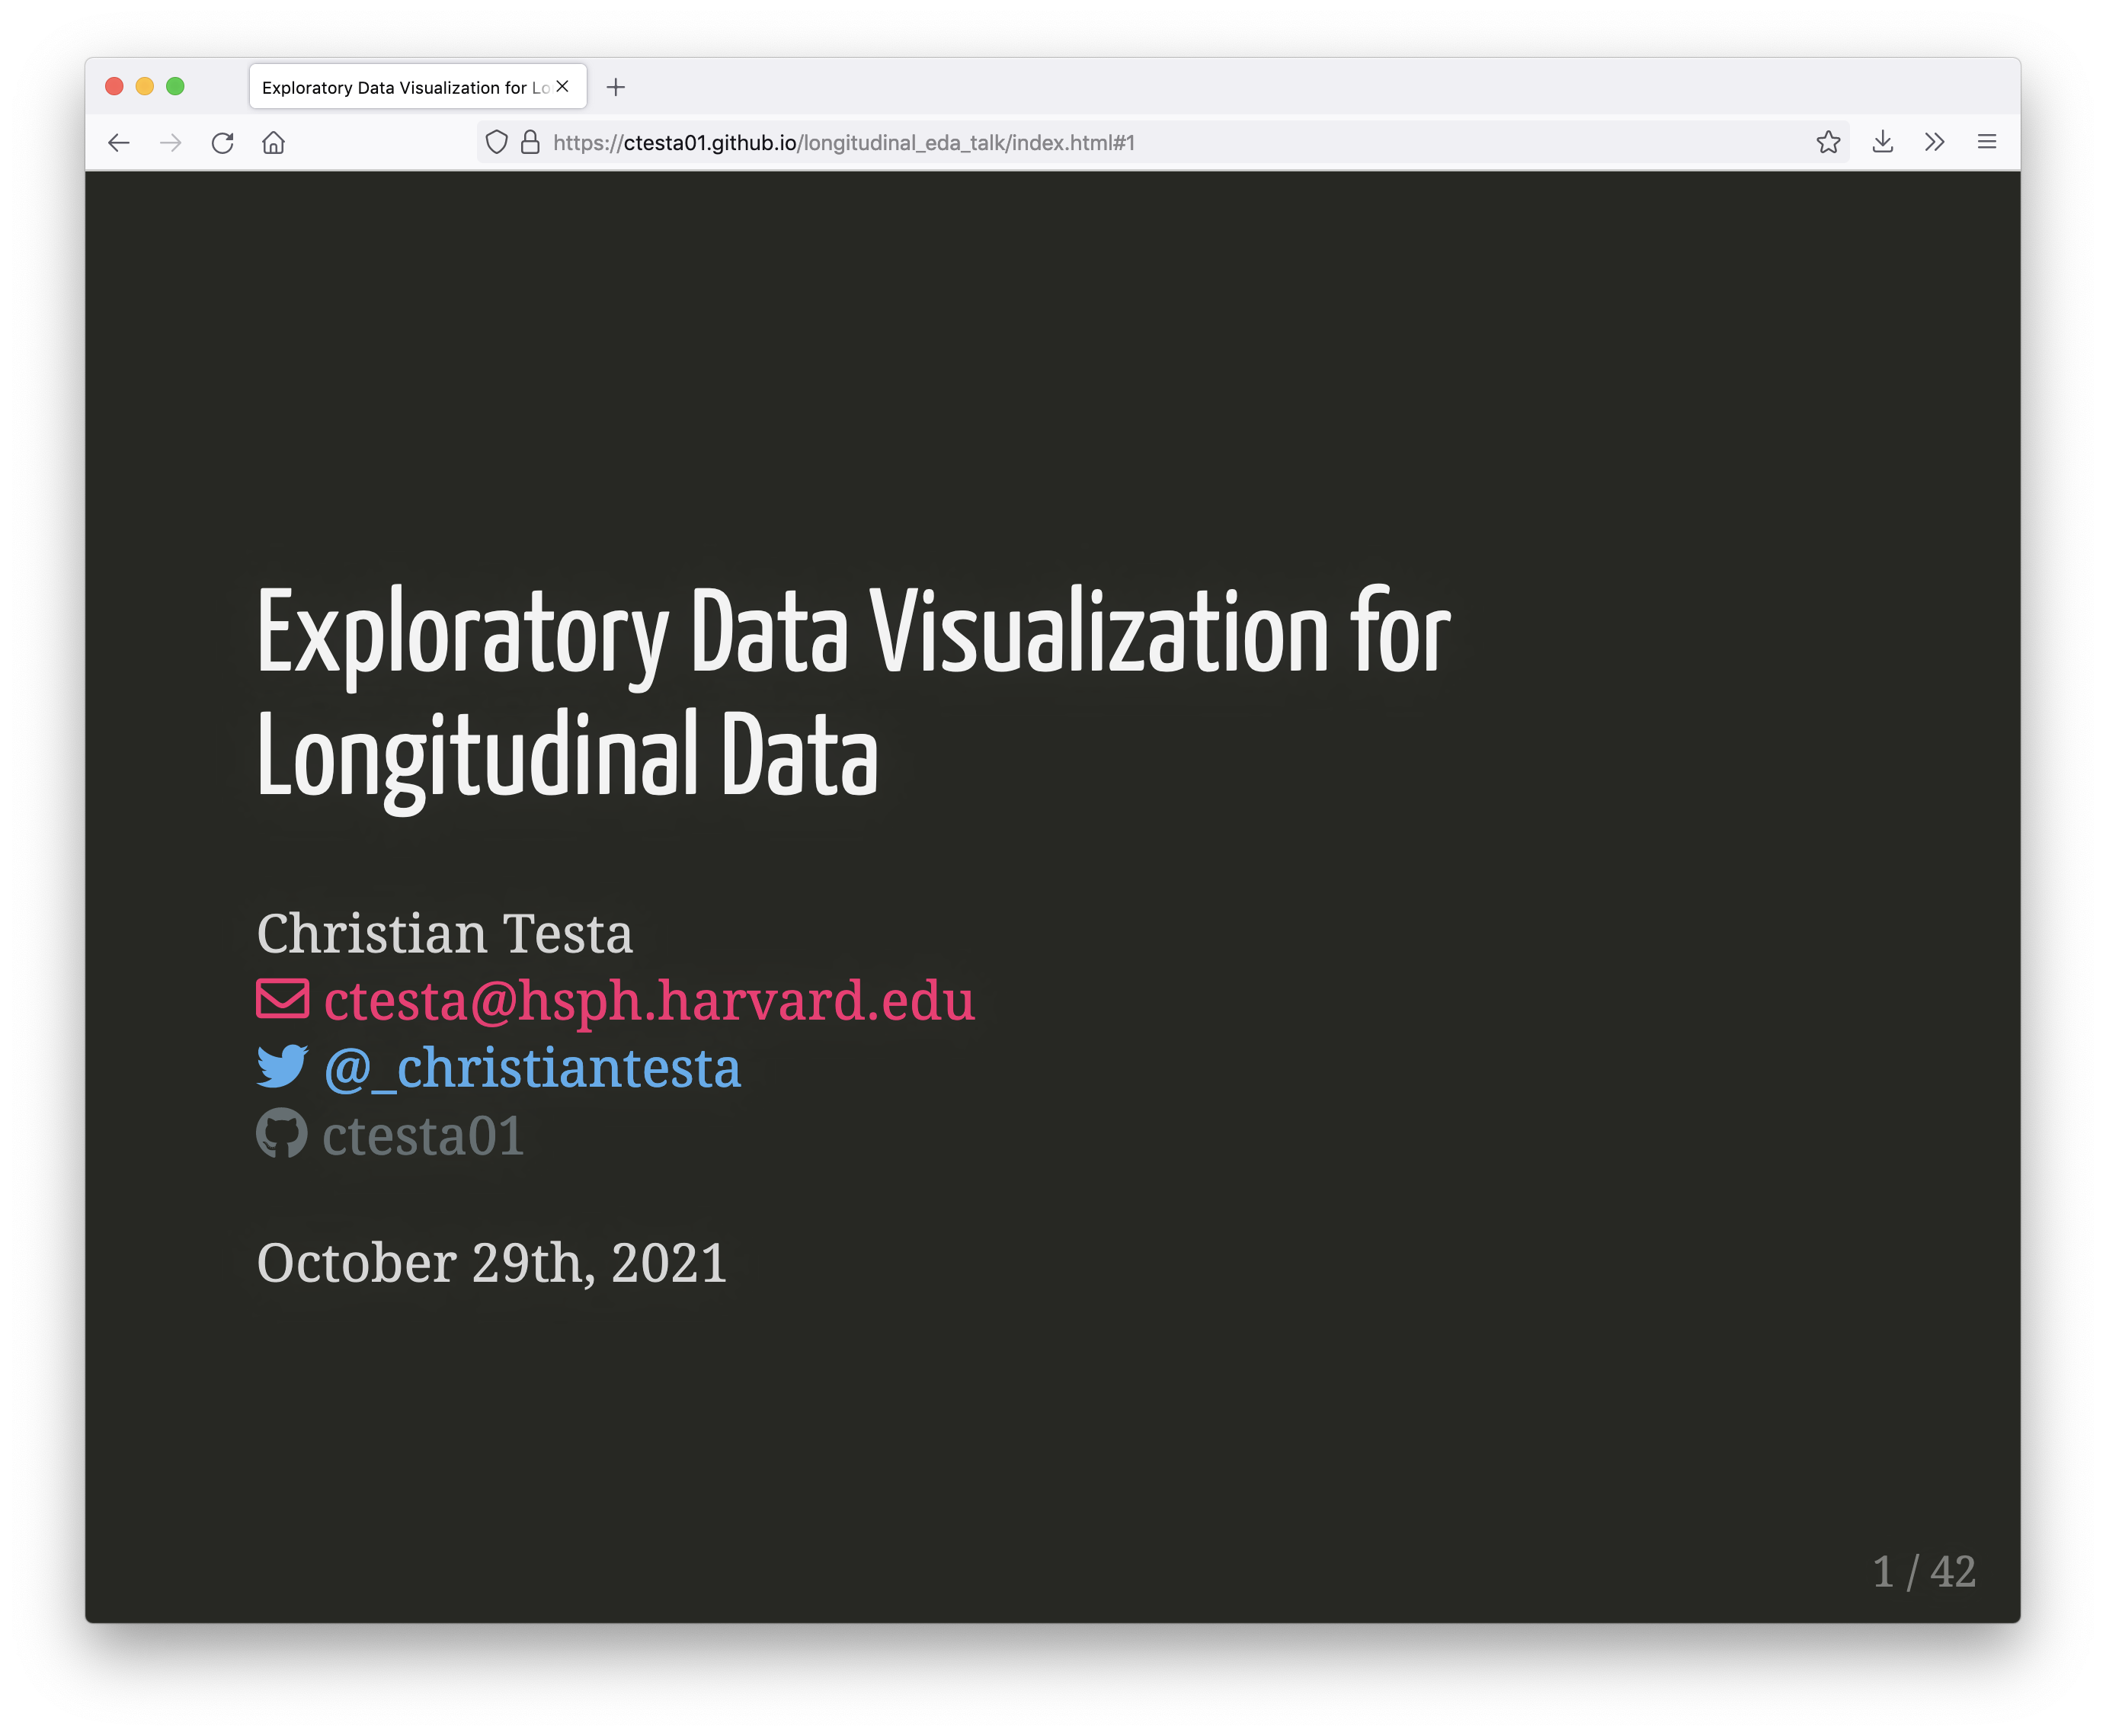 Exploratory Data Visualization for Lo
https://ctesta01.github.io/longitudinal_eda_talk/index.html#1
Exploratory Data Visualization for
Longitudinal Data
Christian Testa
ctesta@hsph.harvard.edu
@_christiantesta
ctesta01
October 29th, 2021
1 / 42